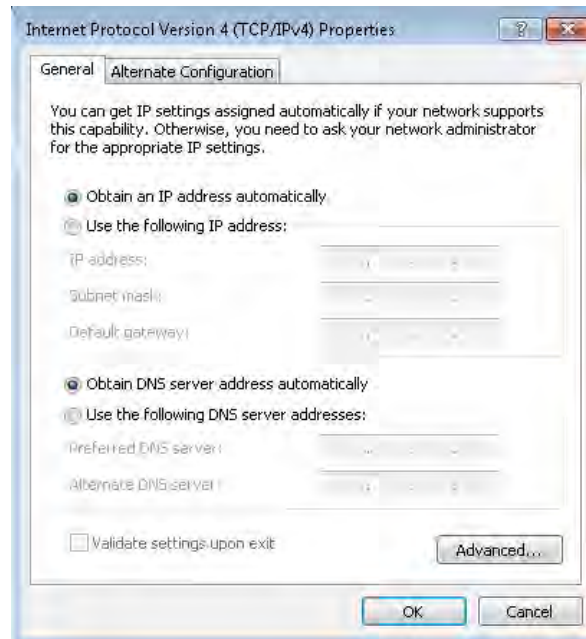 Internet Protocol Version 4 (TCP/IPv4) Properties
General
Alternate Configuration
You can get IP settings assigned automatically if your network supports
this capability. Otherwise, you need to ask your network administrator
for the appropriate IP settings.
Obtain an IP address automatically
Use the following IP address:
IP address:
Subnet mask:
Default gateway:
Obtain DNS server address automatically
Use the following DNS server addresses:
Preferred DNS server:
Alternate DNS server:
Validate settings upon exit
Advanced...
OK
Cancel